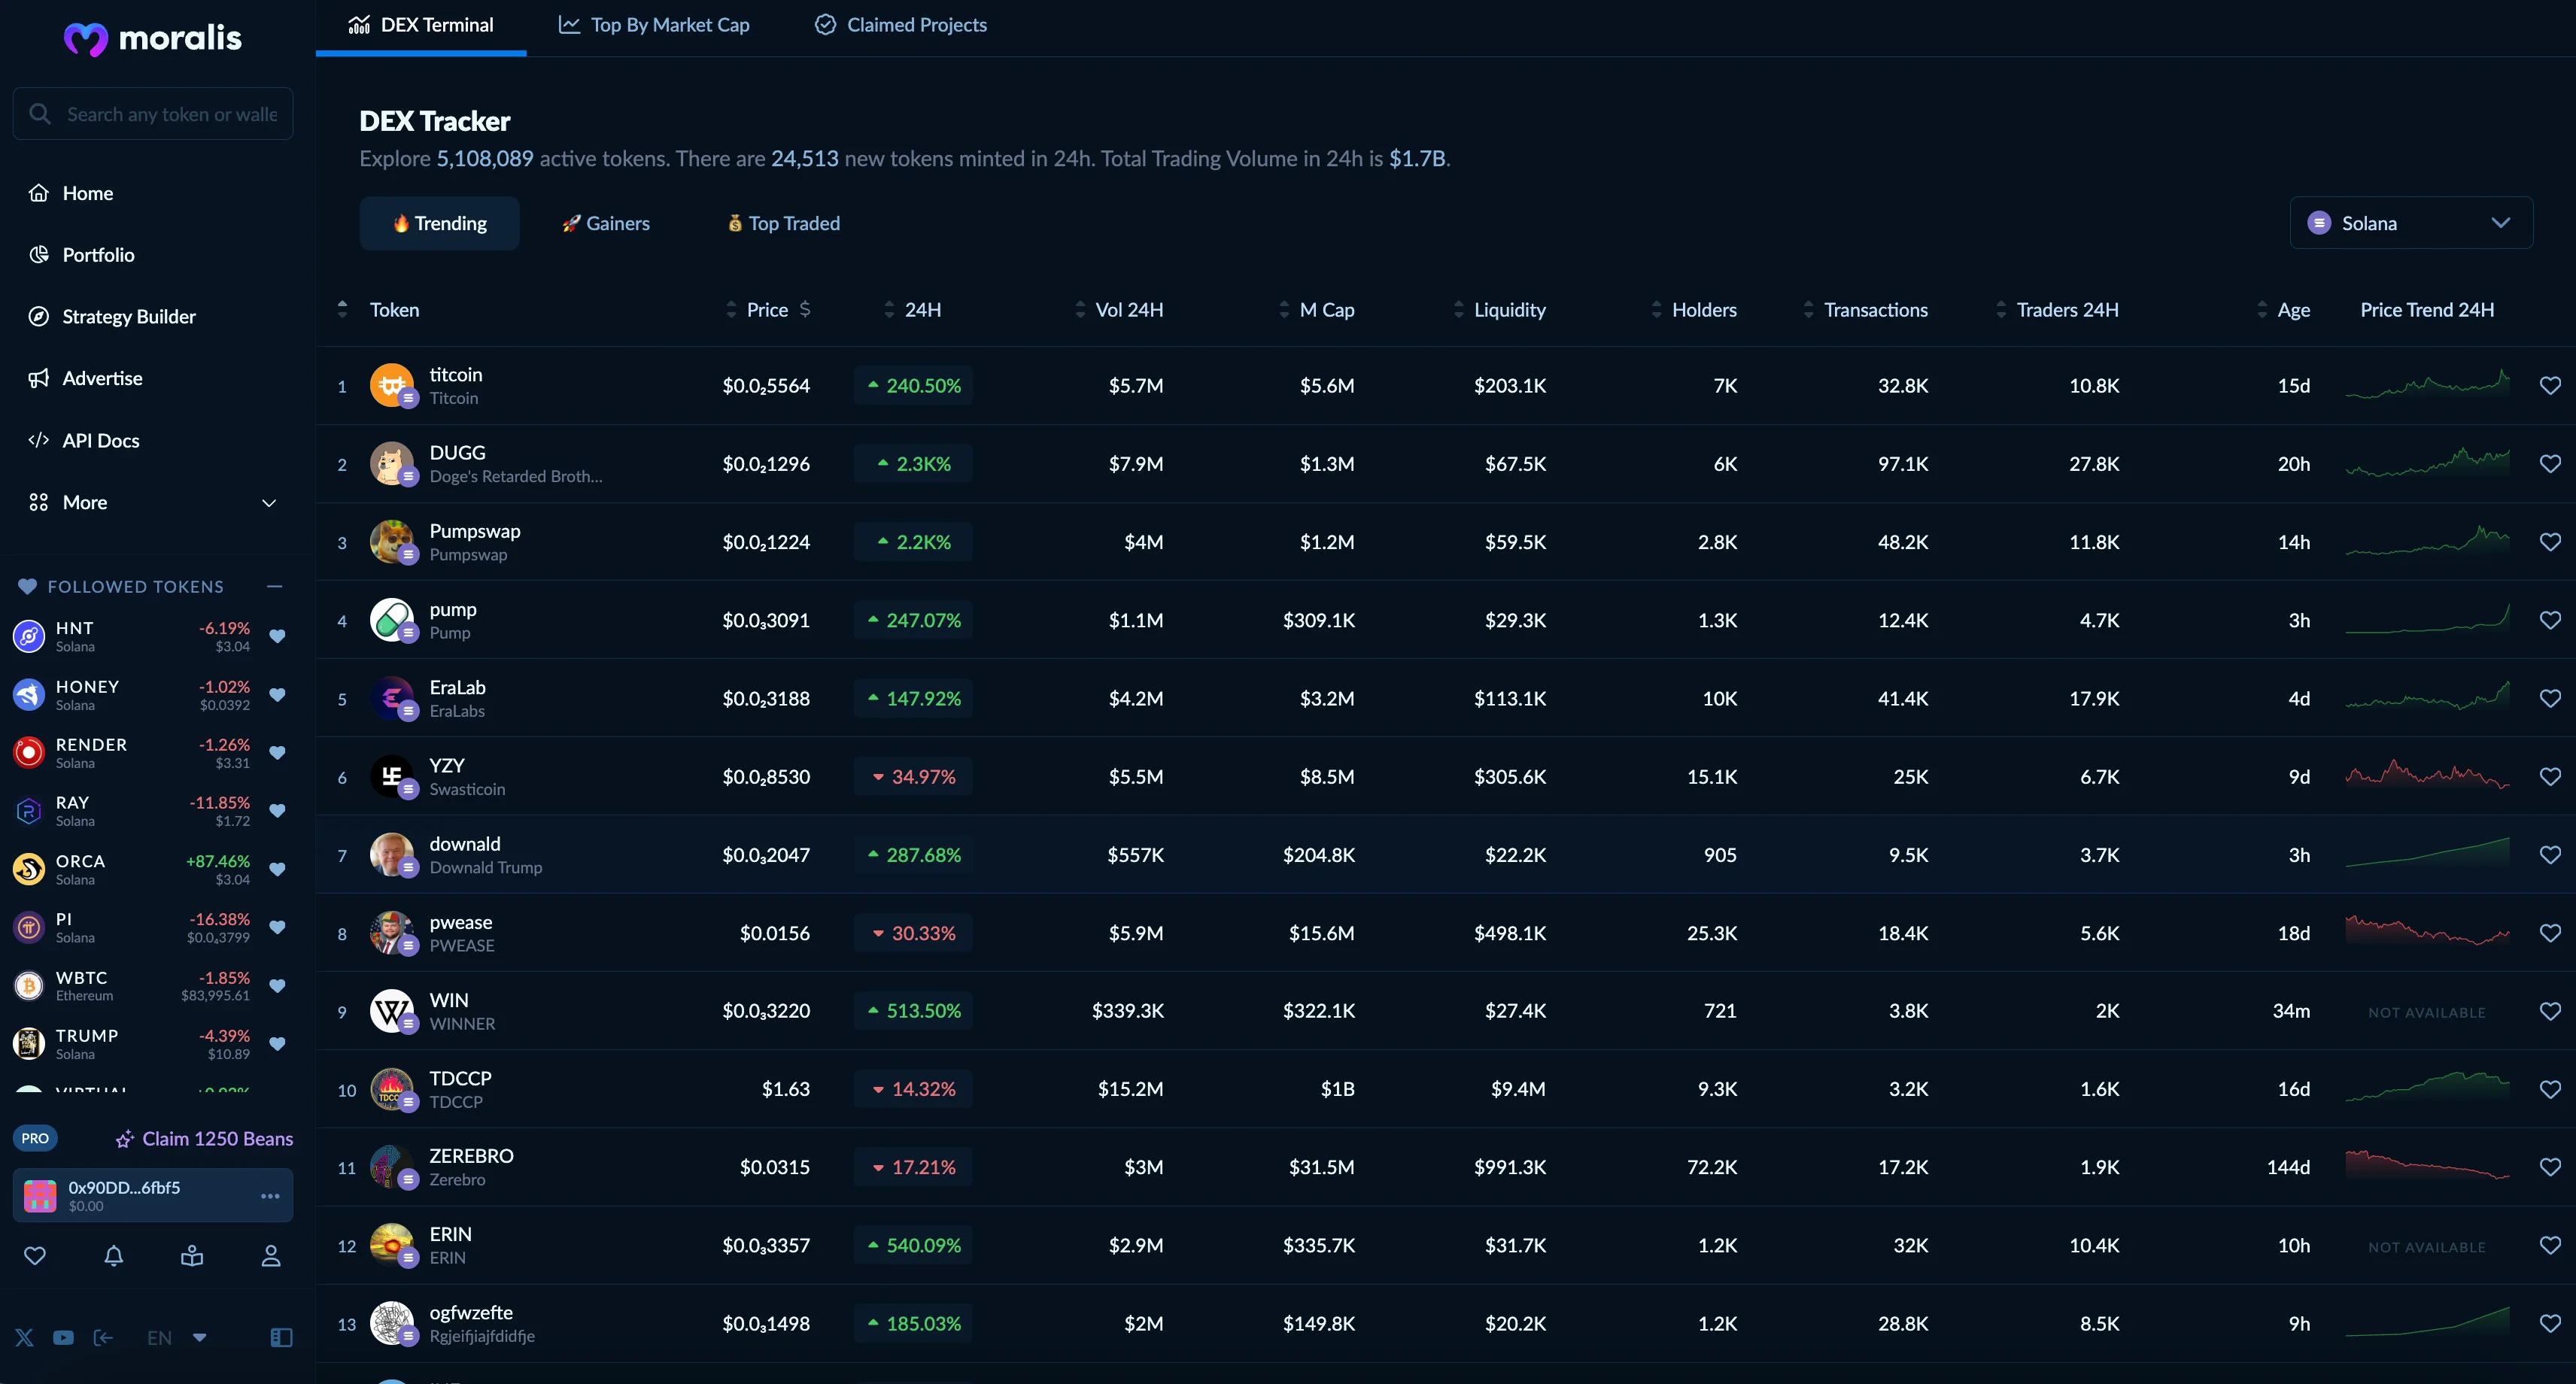 moralis
DEX Terminal
Top By Market Cap
Claimed Projects
Search any token or walle
Home
Portfolio
Strategy Builder
Advertise
API Docs
More
FOLLOWED TOKENS
HNT -6.19%
Solana $3.04
HONEY -1.02%
Solana $0.0392
RENDER -1.26%
Solana $3.31
RAY -11.85%
Solana $1.72
ORCA +87.46%
Solana $3.04
PI -16.38%
Solana $0.0₄3799
WBTC -1.85%
Ethereum $83,995.61
TRUMP -4.39%
Solana $10.89
PRO Claim 1250 Beans
0x90DD...6fbf5
$0.00
EN
DEX Tracker
Explore 5,108,089 active tokens. There are 24,513 new tokens minted in 24h. Total Trading Volume in 24h is $1.7B.
🔥 Trending 🚀 Gainers 💰 Top Traded Solana
Token Price $ 24H Vol 24H M Cap Liquidity Holders Transactions Traders 24H Age Price Trend 24H
1 titcoin $0.0₂5564 240.50% $5.7M $5.6M $203.1K 7K 32.8K 10.8K 15d
Titcoin
2 DUGG $0.0₂1296 2.3K% $7.9M $1.3M $67.5K 6K 97.1K 27.8K 20h
Doge's Retarded Broth...
3 Pumpswap $0.0₂1224 2.2K% $4M $1.2M $59.5K 2.8K 48.2K 11.8K 14h
Pumpswap
4 pump $0.0₃3091 247.07% $1.1M $309.1K $29.3K 1.3K 12.4K 4.7K 3h
Pump
5 EraLab $0.0₂3188 147.92% $4.2M $3.2M $113.1K 10K 41.4K 17.9K 4d
EraLabs
6 YZY $0.0₂8530 34.97% $5.5M $8.5M $305.6K 15.1K 25K 6.7K 9d
Swasticoin
7 downald $0.0₃2047 287.68% $557K $204.8K $22.2K 905 9.5K 3.7K 3h
Downald Trump
8 pwease $0.0156 30.33% $5.9M $15.6M $498.1K 25.3K 18.4K 5.6K 18d
PWEASE
9 WIN $0.0₃3220 513.50% $339.3K $322.1K $27.4K 721 3.8K 2K 34m NOT AVAILABLE
WINNER
10 TDCCP $1.63 14.32% $15.2M $1B $9.4M 9.3K 3.2K 1.6K 16d
TDCCP
11 ZEREBRO $0.0315 17.21% $3M $31.5M $991.3K 72.2K 17.2K 1.9K 144d
Zerebro
12 ERIN $0.0₃3357 540.09% $2.9M $335.7K $31.7K 1.2K 32K 10.4K 10h NOT AVAILABLE
ERIN
13 ogfwzefte $0.0₃1498 185.03% $2M $149.8K $20.2K 1.2K 28.8K 8.5K 9h
Rgjeifjiajfdidfje